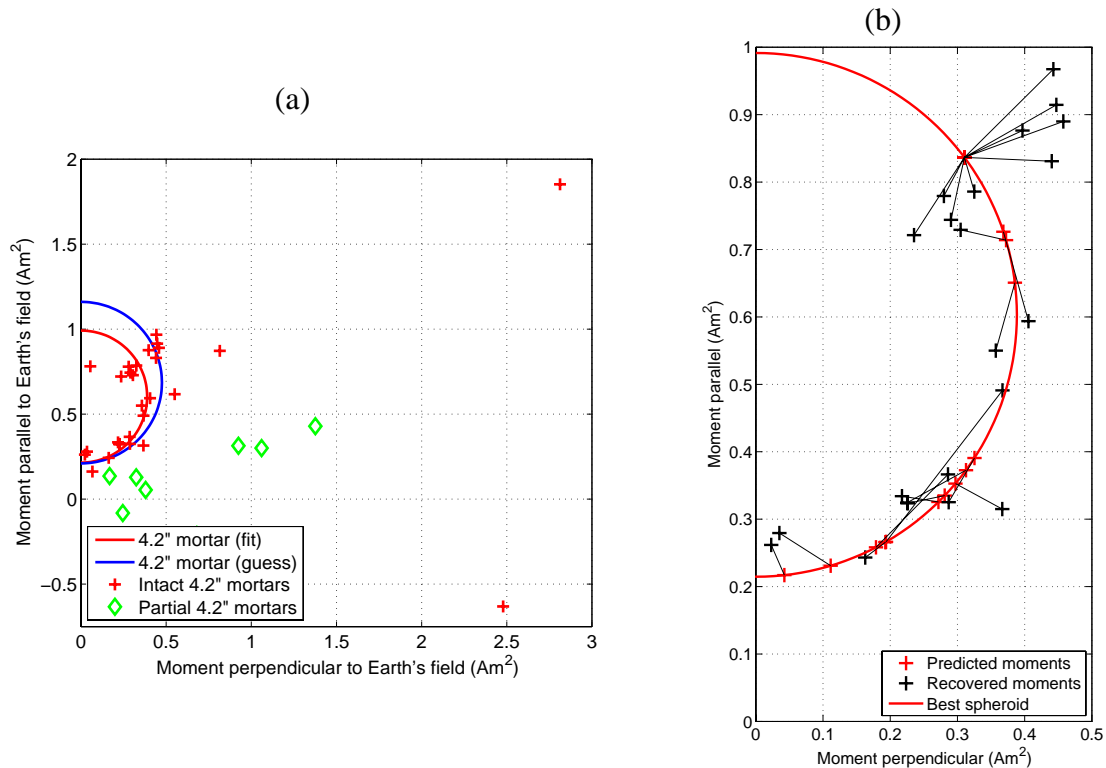 (a)
2
1.5
1
0.5
0
−0.5
0 0.5 1 1.5 2 2.5 3
Moment parallel to Earth's field (Am²)
Moment perpendicular to Earth's field (Am²)
4.2" mortar (fit)
4.2" mortar (guess)
Intact 4.2" mortars
Partial 4.2" mortars
(b)
1
0.9
0.8
0.7
0.6
0.5
0.4
0.3
0.2
0.1
0
0 0.1 0.2 0.3 0.4 0.5
Moment parallel (Am²)
Moment perpendicular (Am²)
Predicted moments
Recovered moments
Best spheroid